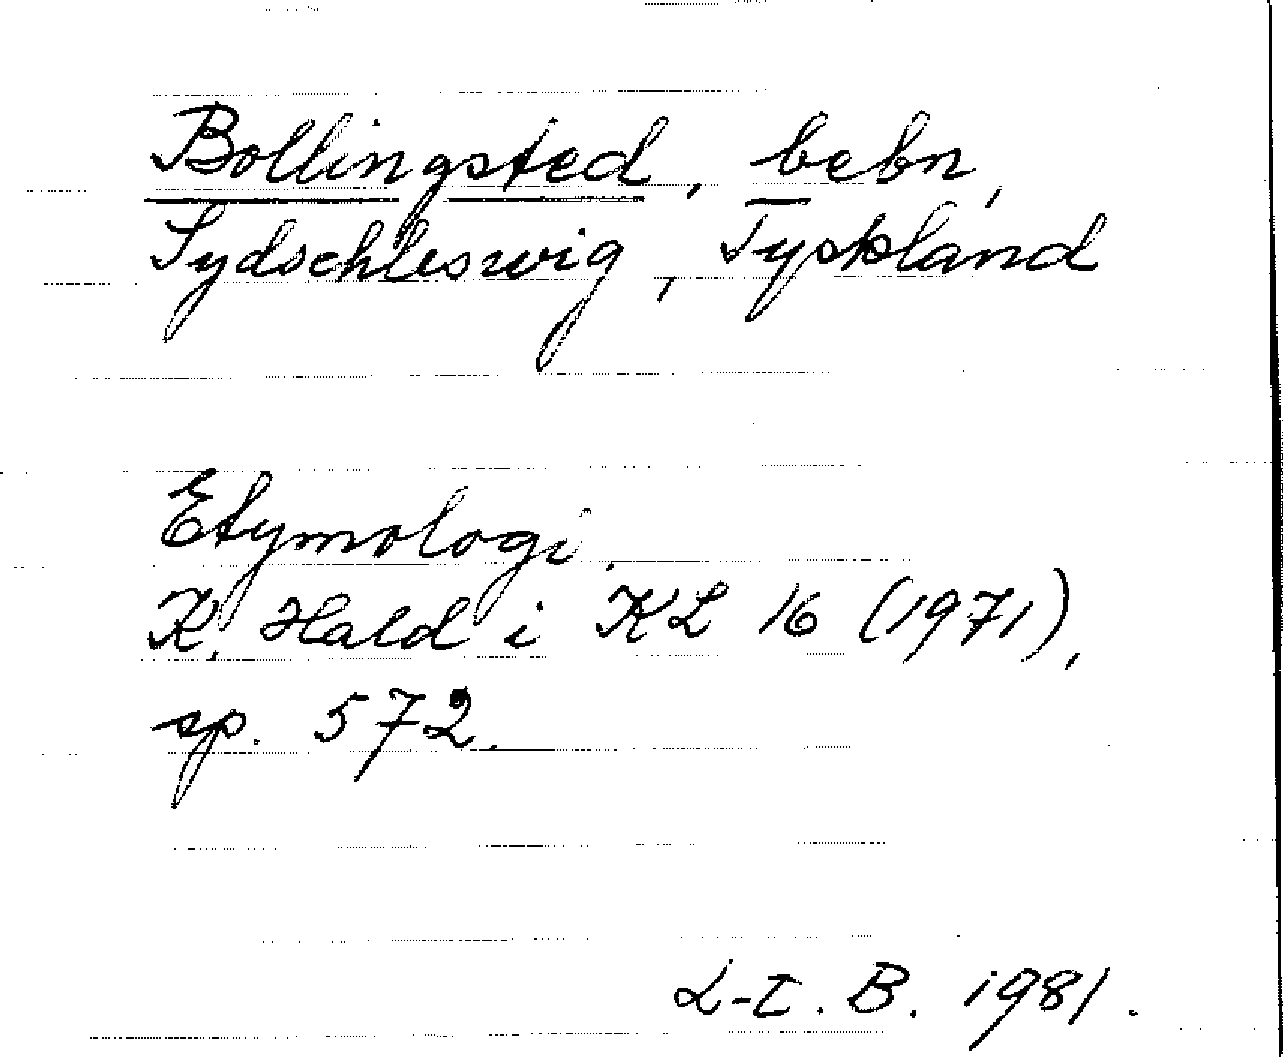 Bollingsted, bebn,
Sydschleswig, Tyskland
Etymologi
K. Hald i KL 16 (1971),
sp. 572.
L-I. B. 1981.